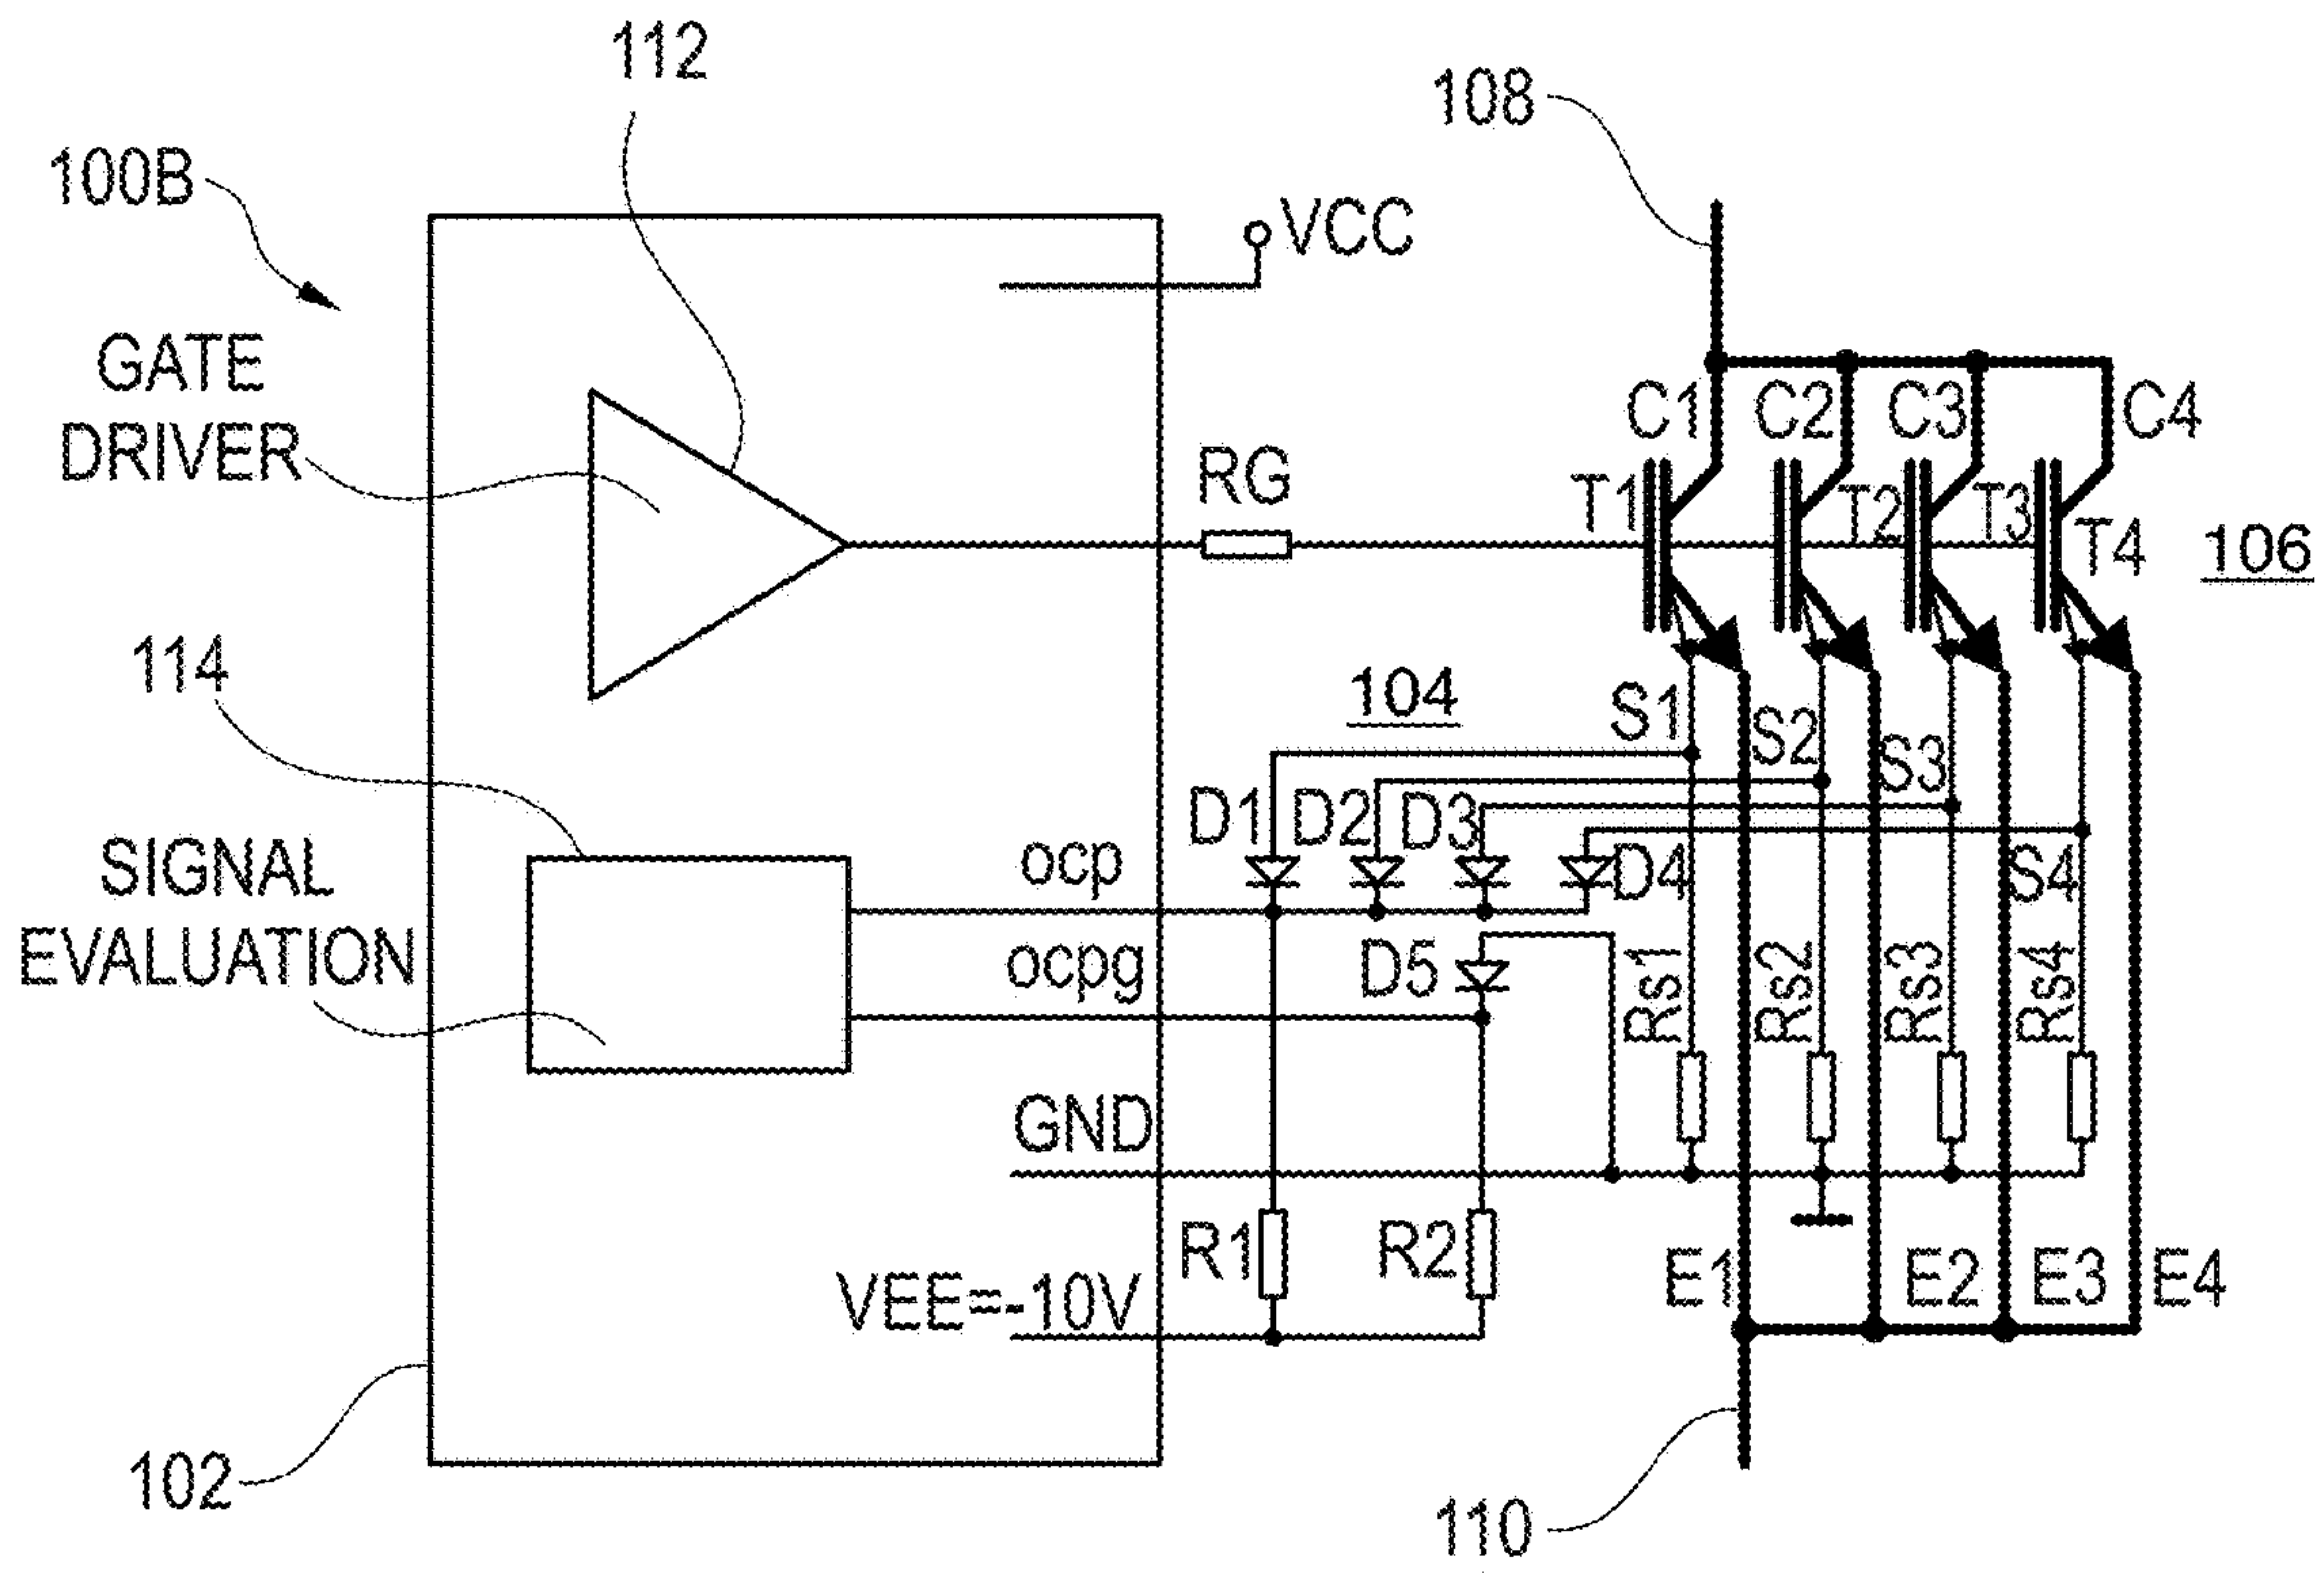 112
108
100B
VCC
GATE
DRIVER
C1
C2
C3
C4
RG
T1
T2
T3
T4
106
114
104
S1
S2
S3
D1
D2
D3
SIGNAL
EVALUATION
ocp
D4
S4
ocpg
D5
Rs1
Rs2
Rs3
Rs4
GND
R1
R2
VEE=-10V
E1
E2
E3
E4
102
110